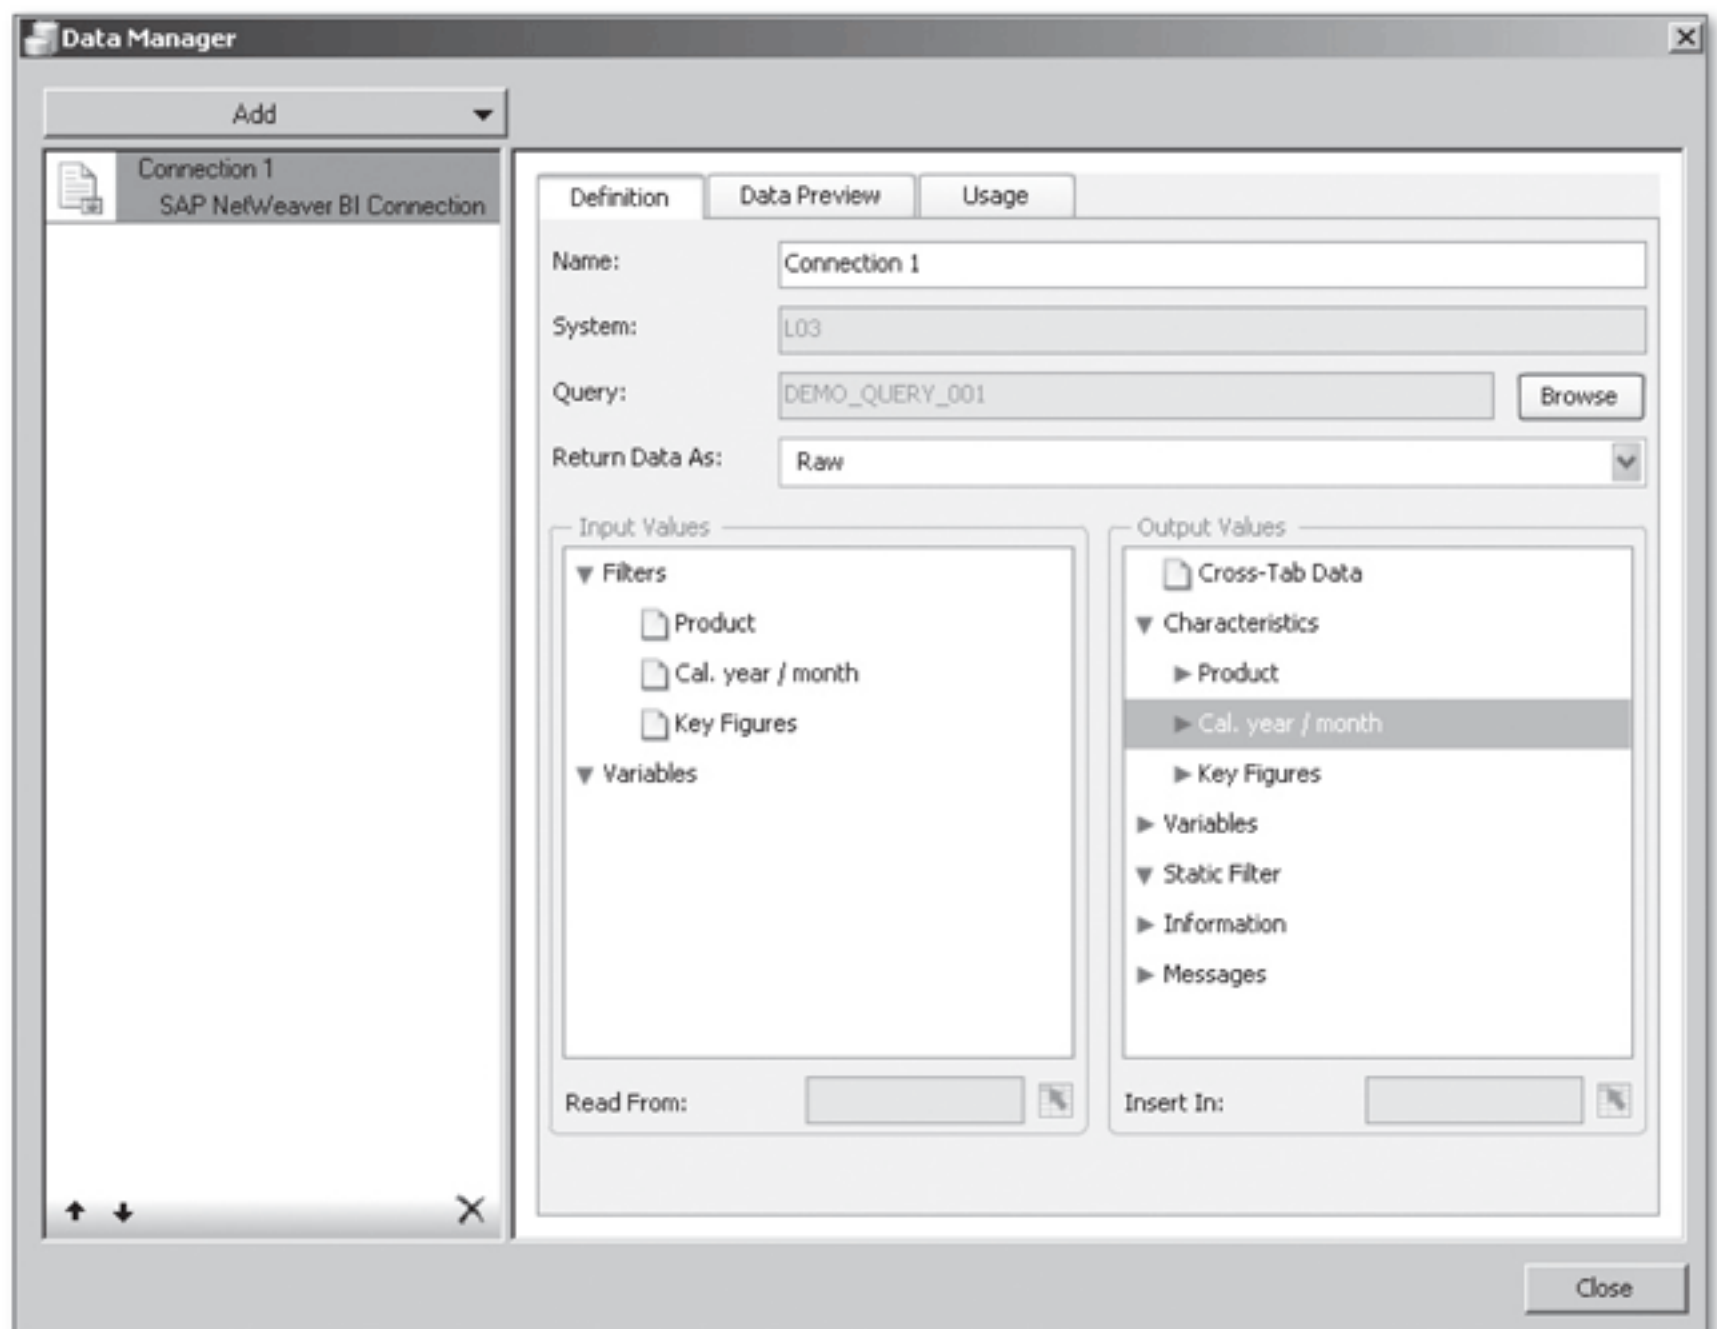 Data Manager
Add
Connection 1
SAP NetWeaver BI Connection
Definition Data Preview Usage
Name: Connection 1
System: L03
Query: DEMO_QUERY_001 Browse
Return Data As: Raw
Input Values
Filters
Product
Cal. year / month
Key Figures
Variables
Read From:
Output Values
Cross-Tab Data
Characteristics
Product
Cal. year / month
Key Figures
Variables
Static Filter
Information
Messages
Insert In:
Close